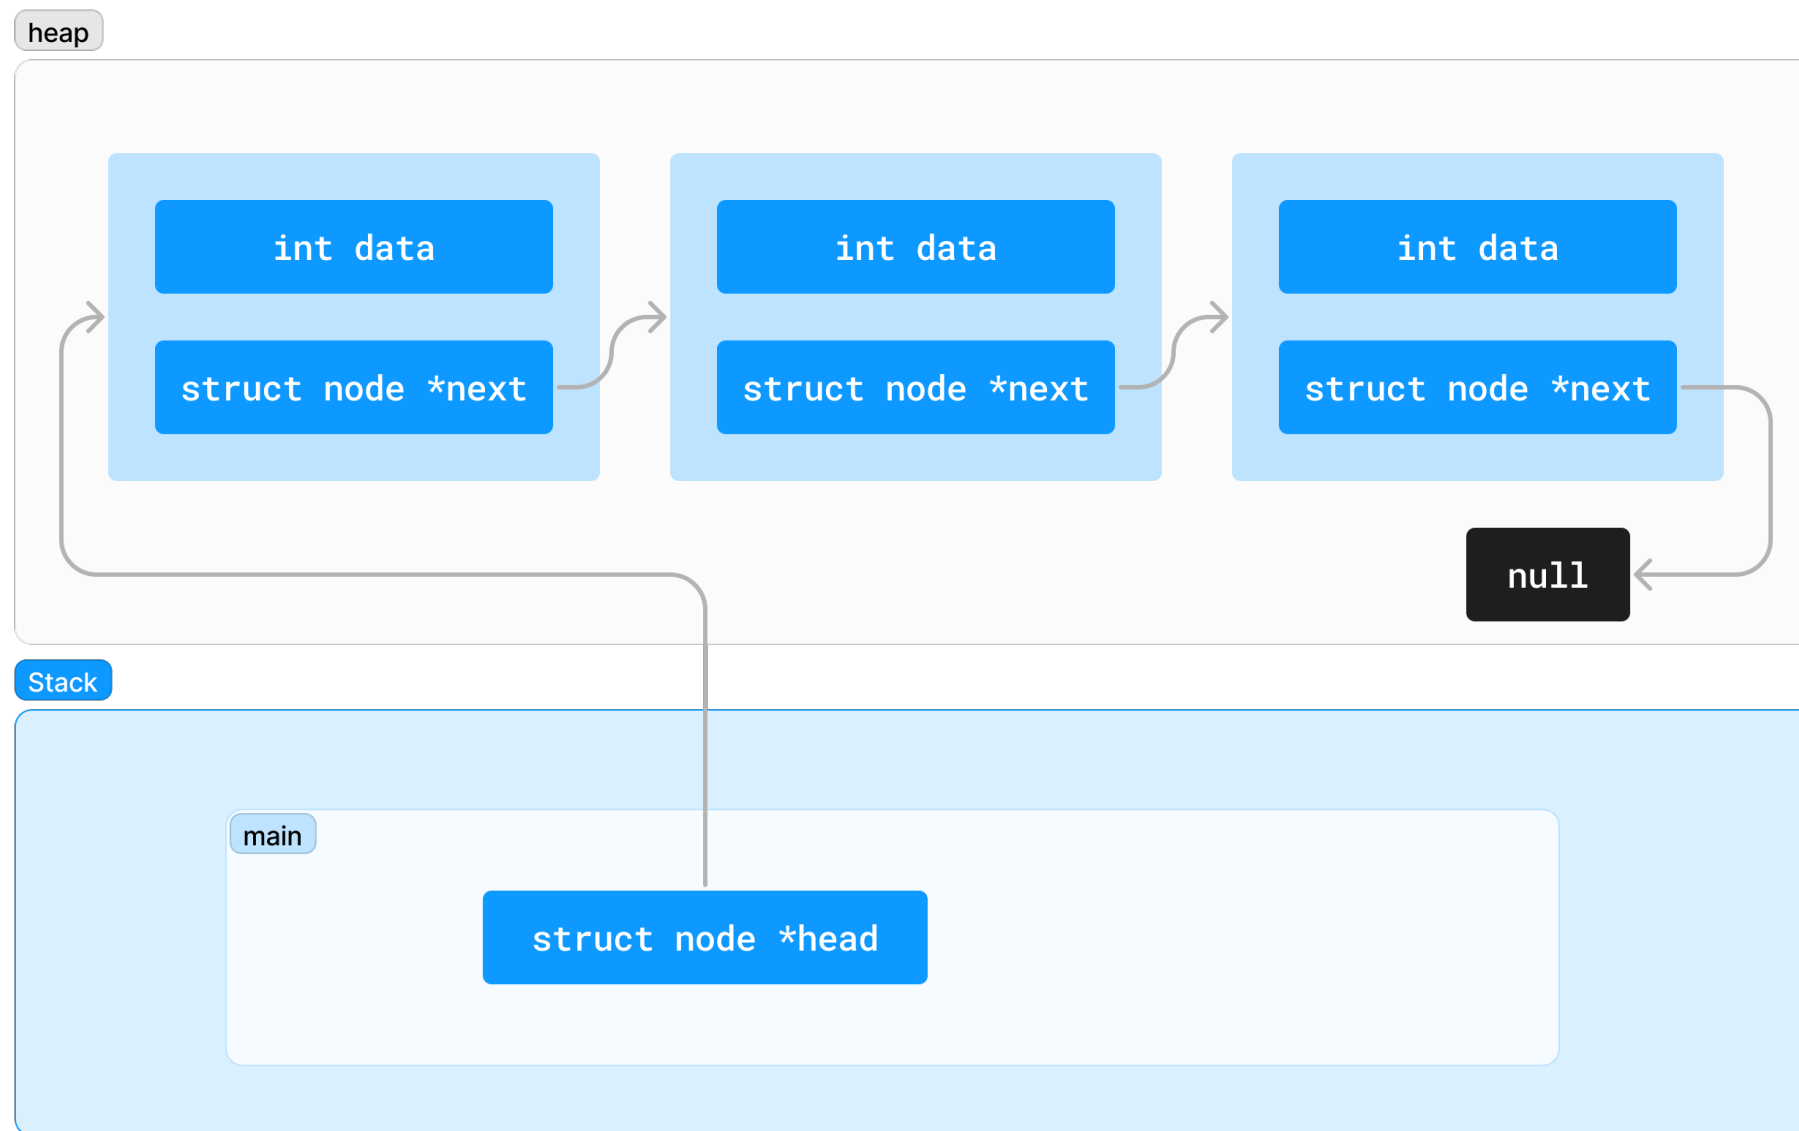 heap
int data
int data
int data
struct node *next
struct node *next
struct node *next
null
Stack
main
struct node *head